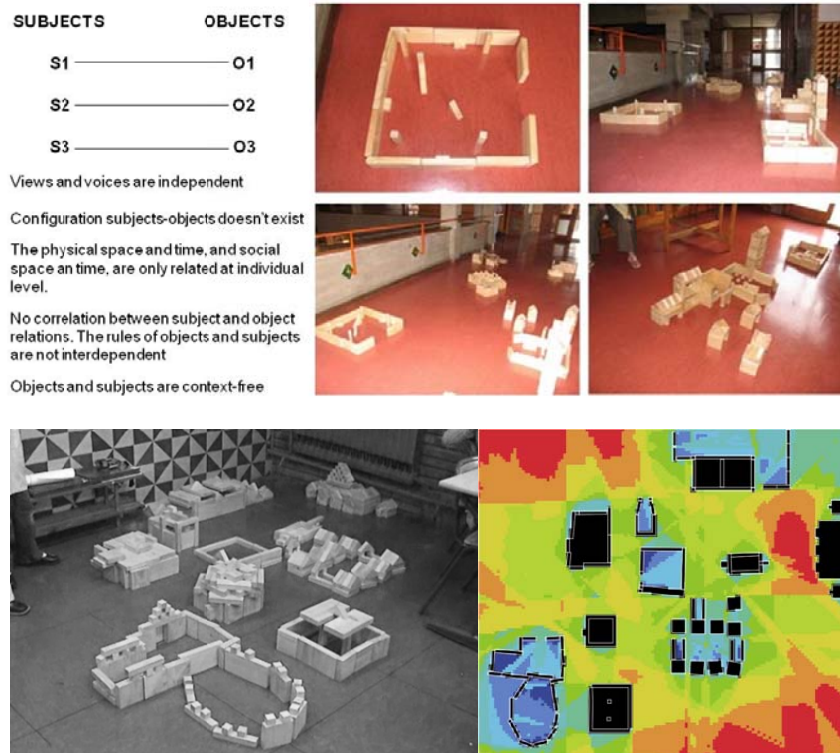 SUBJECTS OBJECTS
S1 O1
S2 O2
S3 O3
Views and voices are independent
Configuration subjects-objects doesn't exist
The physical space and time, and social
space an time, are only related at individual
level.
No correlation between subject and object
relations. The rules of objects and subjects
are not interdependent
Objects and subjects are context-free